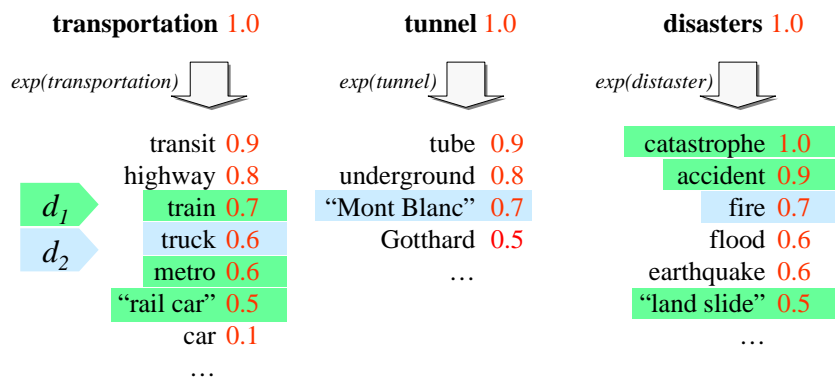 transportation 1.0
exp(transportation)
transit 0.9
highway 0.8
train 0.7
truck 0.6
metro 0.6
“rail car” 0.5
car 0.1
…
d1
d2
tunnel 1.0
exp(tunnel)
tube 0.9
underground 0.8
“Mont Blanc” 0.7
Gotthard 0.5
…
disasters 1.0
exp(distaster)
catastrophe 1.0
accident 0.9
fire 0.7
flood 0.6
earthquake 0.6
“land slide” 0.5
…